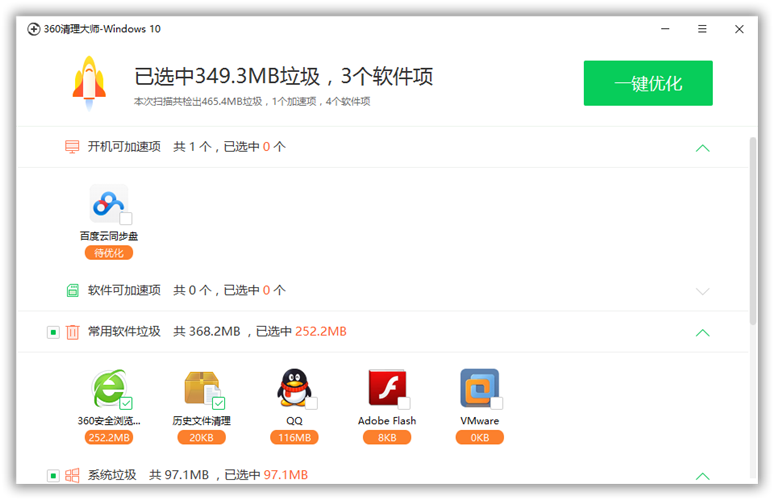 360清理大师-Windows 10
已选中349.3MB垃圾，3个软件项
本次扫描共检出465.4MB垃圾，1个加速项，4个软件项
一键优化
开机可加速项 共 1 个，已选中 0 个
百度云同步盘
待优化
软件可加速项 共 0 个，已选中 0 个
常用软件垃圾 共 368.2MB ，已选中 252.2MB
360安全浏览... 历史文件清理 QQ Adobe Flash VMware
252.2MB 20KB 116MB 8KB 0KB
系统垃圾 共 97.1MB ，已选中 97.1MB